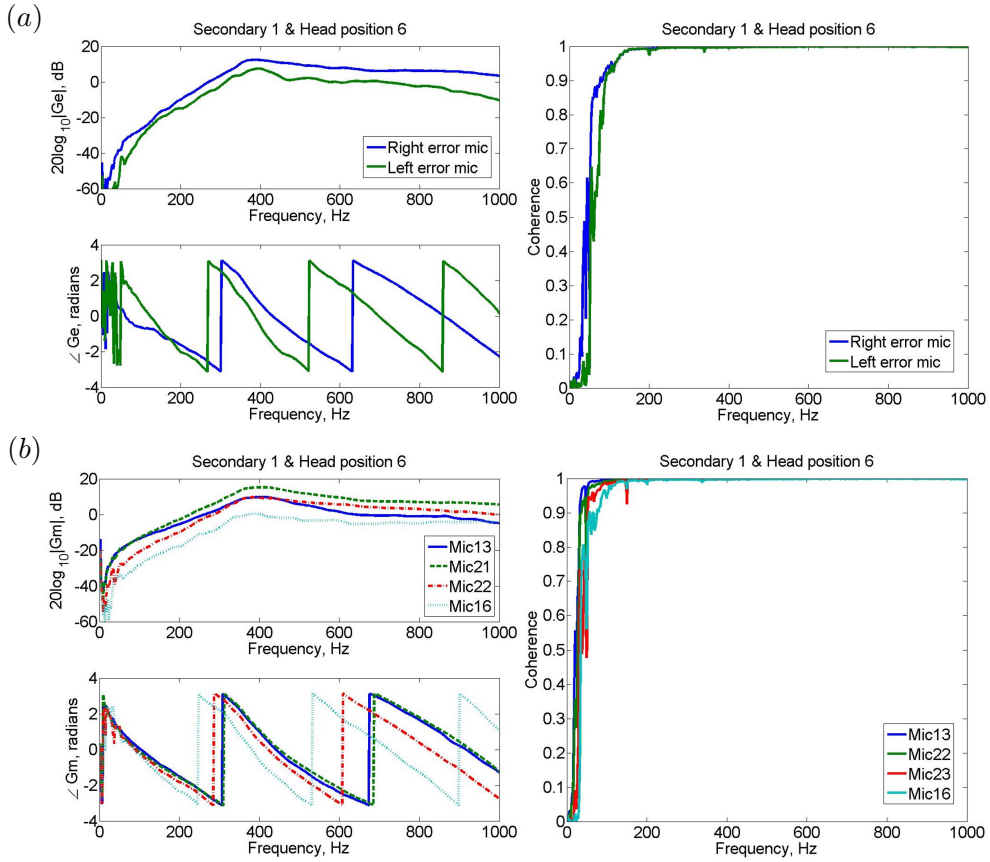 (a)
Secondary 1 & Head position 6
20log 10|Ge|, dB
20
0
-20
-40
-60
Right error mic
Left error mic
0 200 400 600 800 1000
Frequency, Hz
∠ Ge, radians
4
2
0
-2
-4
0 200 400 600 800 1000
Frequency, Hz
Secondary 1 & Head position 6
Coherence
1
0.9
0.8
0.7
0.6
0.5
0.4
0.3
0.2
0.1
0
Right error mic
Left error mic
0 200 400 600 800 1000
Frequency, Hz
(b)
Secondary 1 & Head position 6
20log 10|Gm|, dB
20
0
-20
-40
-60
Mic13
Mic21
Mic22
Mic16
0 200 400 600 800 1000
Frequency, Hz
∠ Gm, radians
4
2
0
-2
-4
0 200 400 600 800 1000
Frequency, Hz
Secondary 1 & Head position 6
Coherence
1
0.9
0.8
0.7
0.6
0.5
0.4
0.3
0.2
0.1
0
Mic13
Mic22
Mic23
Mic16
0 200 400 600 800 1000
Frequency, Hz